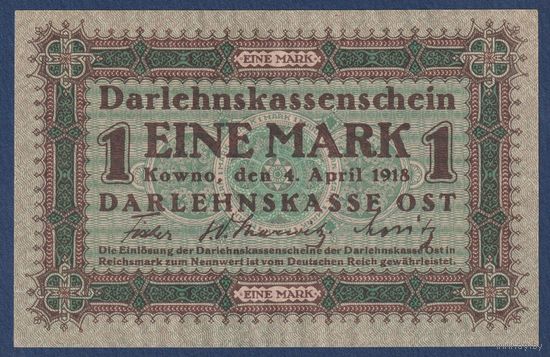 EINE MARK
Darlehnskassenschein
1 EINE MARK 1
Kowno, den 4. April 1918
DARLEHNSKASSE OST
Die Einlösung der Darlehnskassenscheine der Darlehnskasse Ost in
Reichsmark zum Nennwert ist vom Deutschen Reich gewährleistet.
EINE MARK